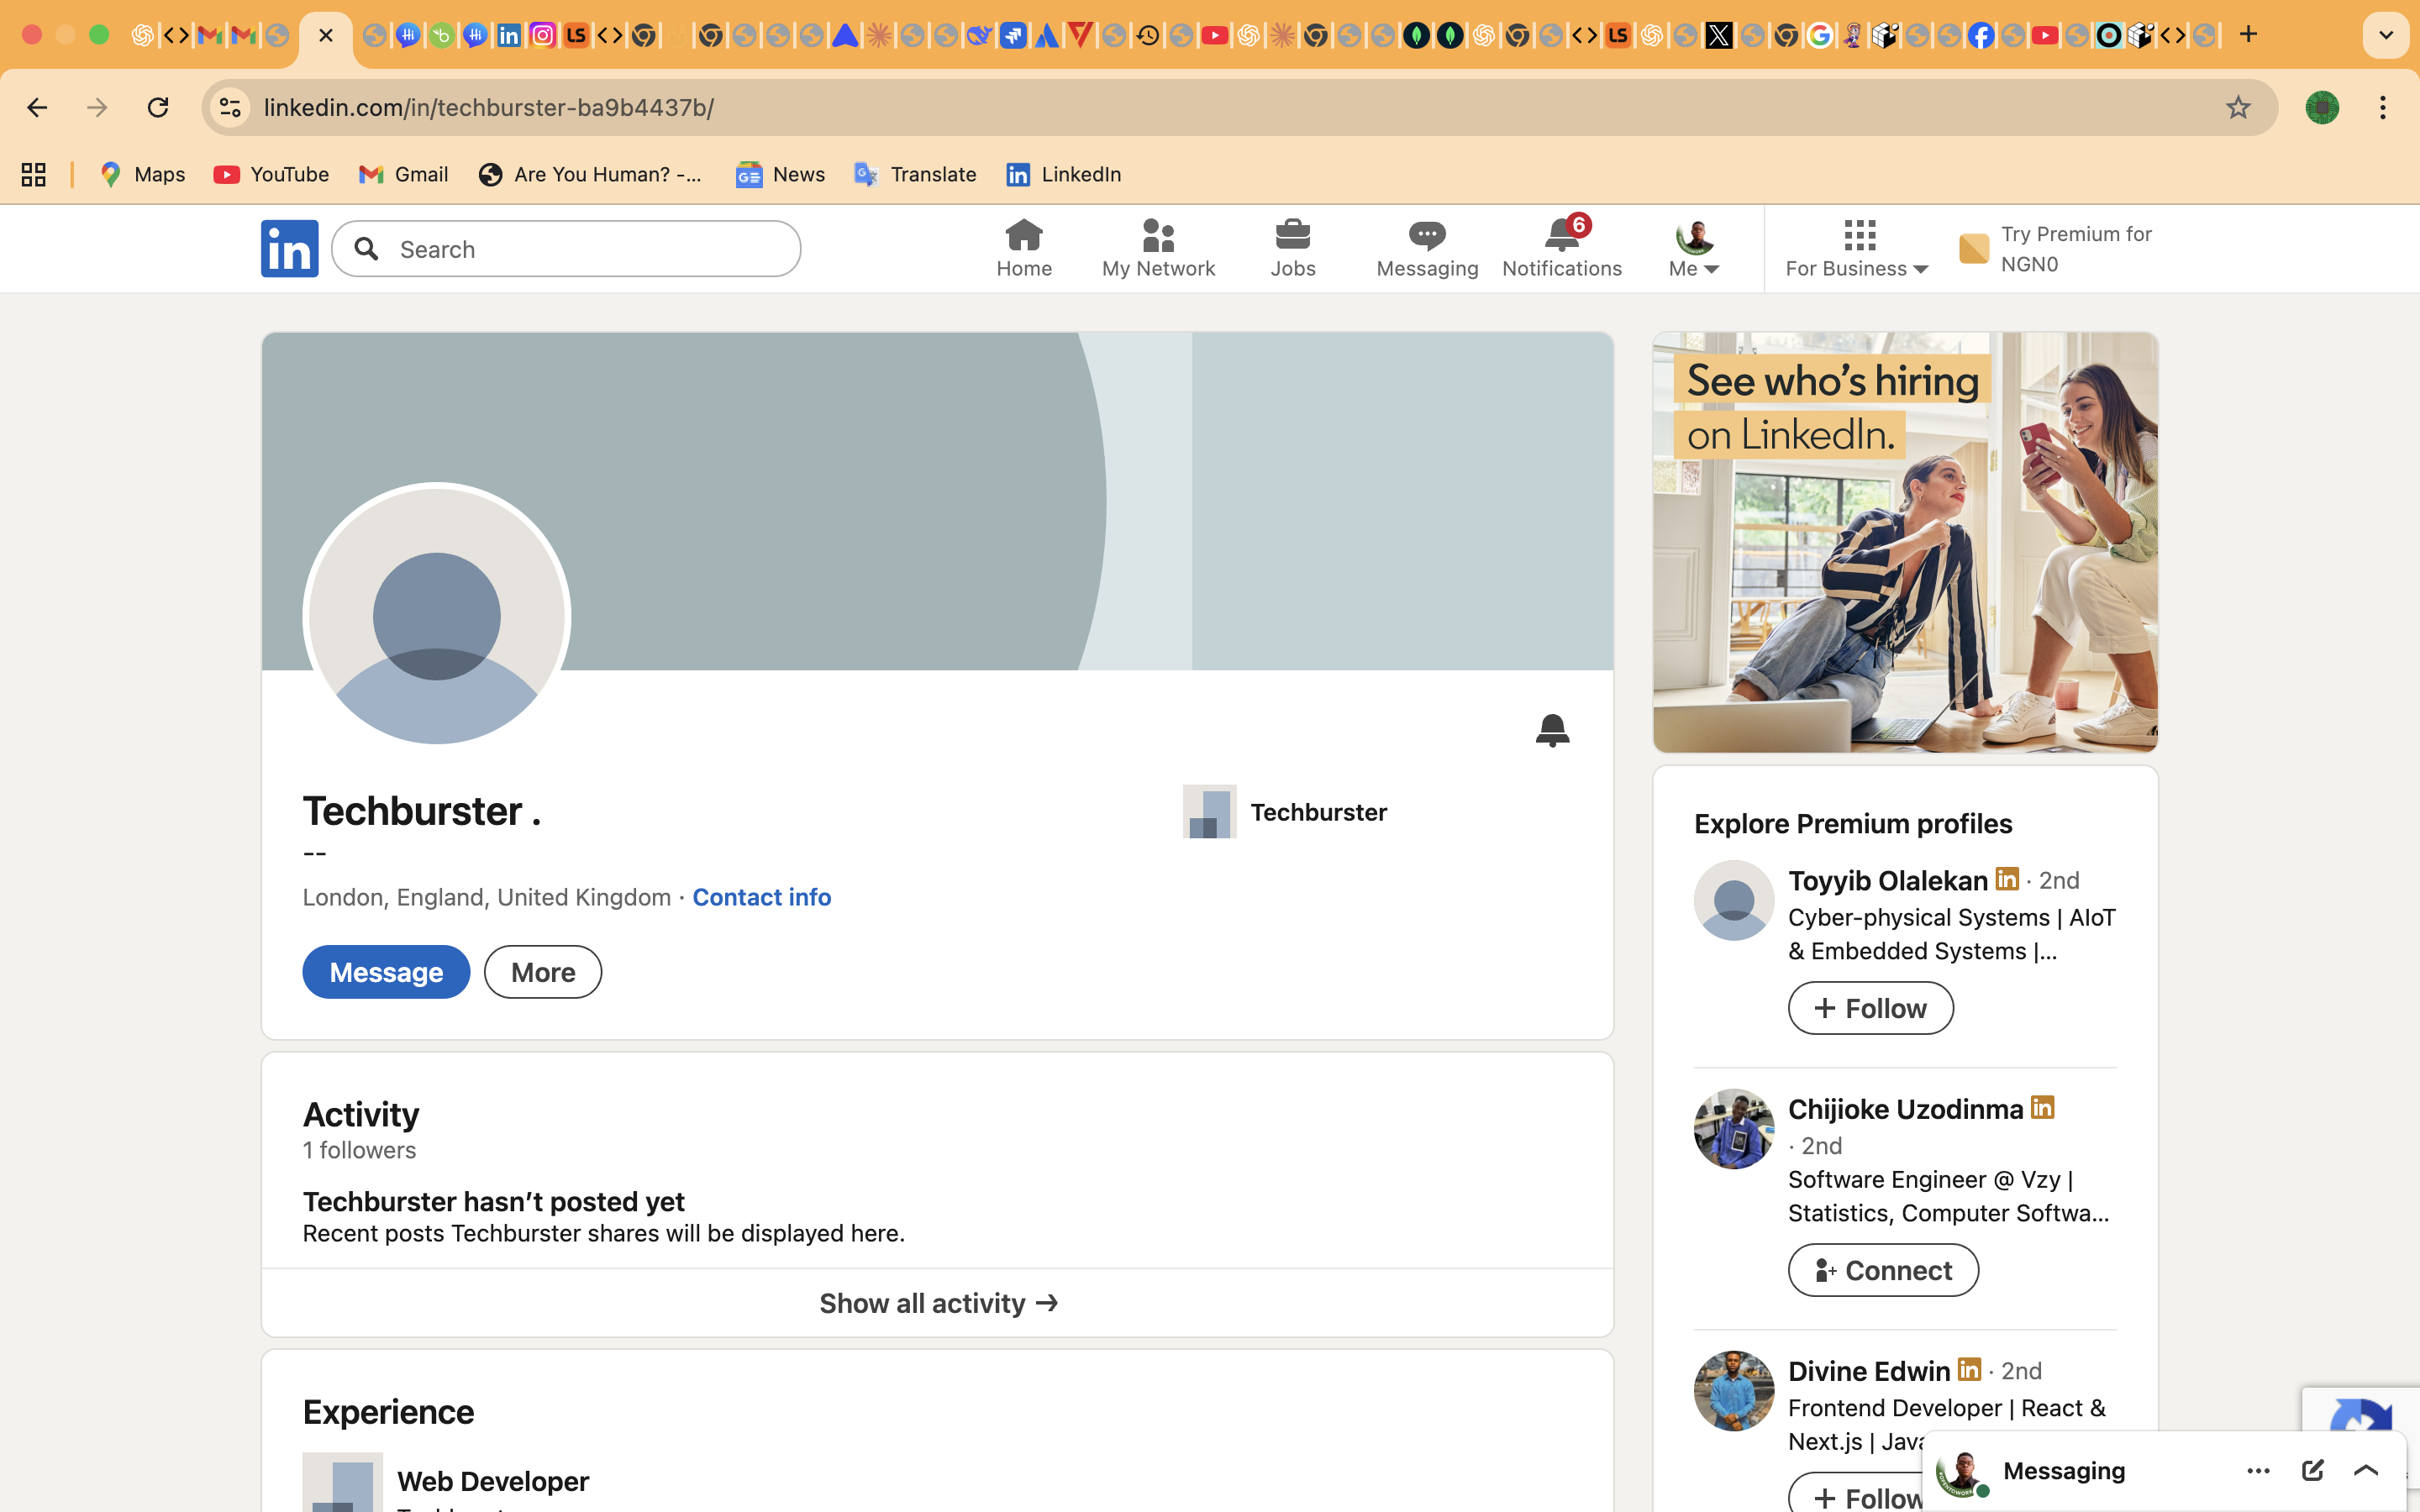 linkedin.com/in/techburster-ba9b4437b/
Maps
YouTube
Gmail
Are You Human? -...
News
Translate
LinkedIn
in
Search
Home
My Network
Jobs
Messaging
6
Notifications
Me
For Business
Try Premium for
NGN0
See who's hiring
on LinkedIn.
Techburster .
--
Techburster
London, England, United Kingdom · Contact info
Message
More
Activity
1 followers
Techburster hasn't posted yet
Recent posts Techburster shares will be displayed here.
Show all activity →
Experience
Web Developer
Explore Premium profiles
Toyyib Olalekan in · 2nd
Cyber-physical Systems | AIoT
& Embedded Systems |...
+ Follow
Chijioke Uzodinma in
· 2nd
Software Engineer @ Vzy |
Statistics, Computer Softwa...
Connect
Divine Edwin in · 2nd
Frontend Developer | React &
Next.js |
+ Follow
Messaging